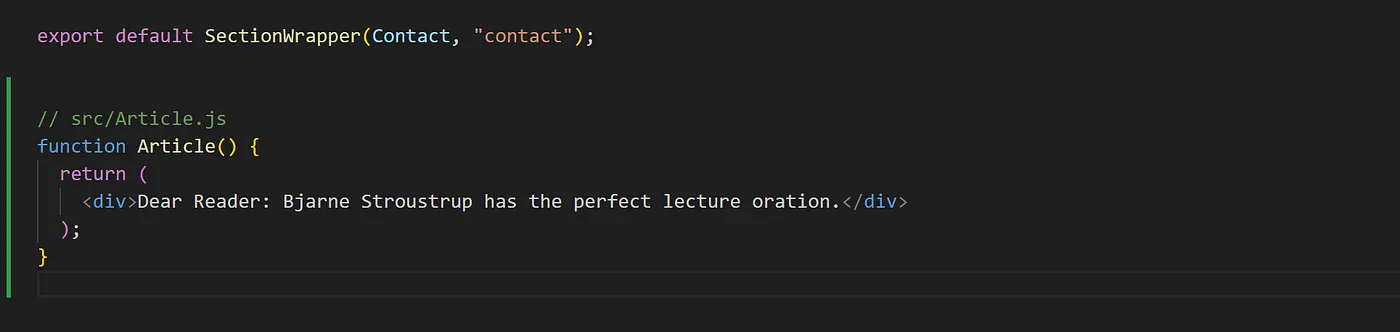 export default SectionWrapper(Contact, "contact");
// src/Article.js
function Article() {
return (
<div>Dear Reader: Bjarne Stroustrup has the perfect lecture oration.</div>
);
}